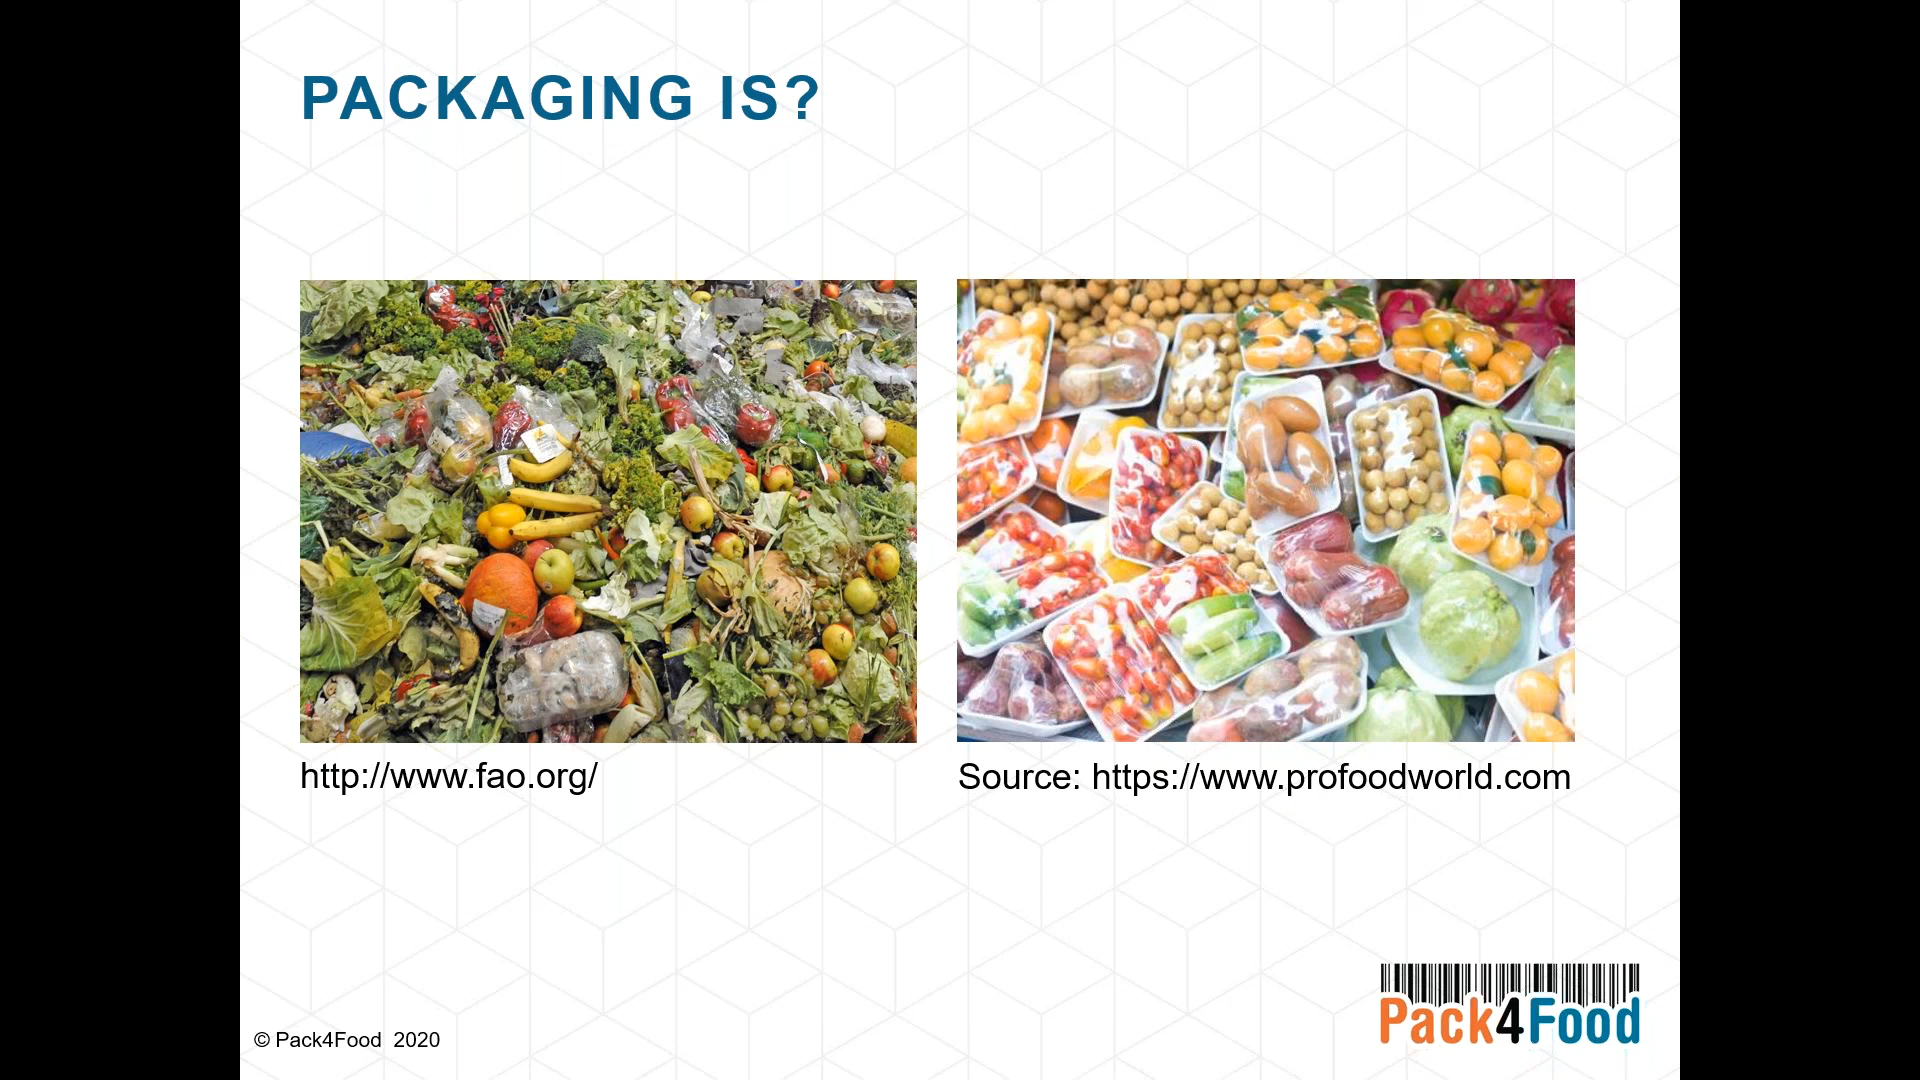 PACKAGING IS?
http://www.fao.org/
Source: https://www.profoodworld.com
© Pack4Food 2020
Pack4Food